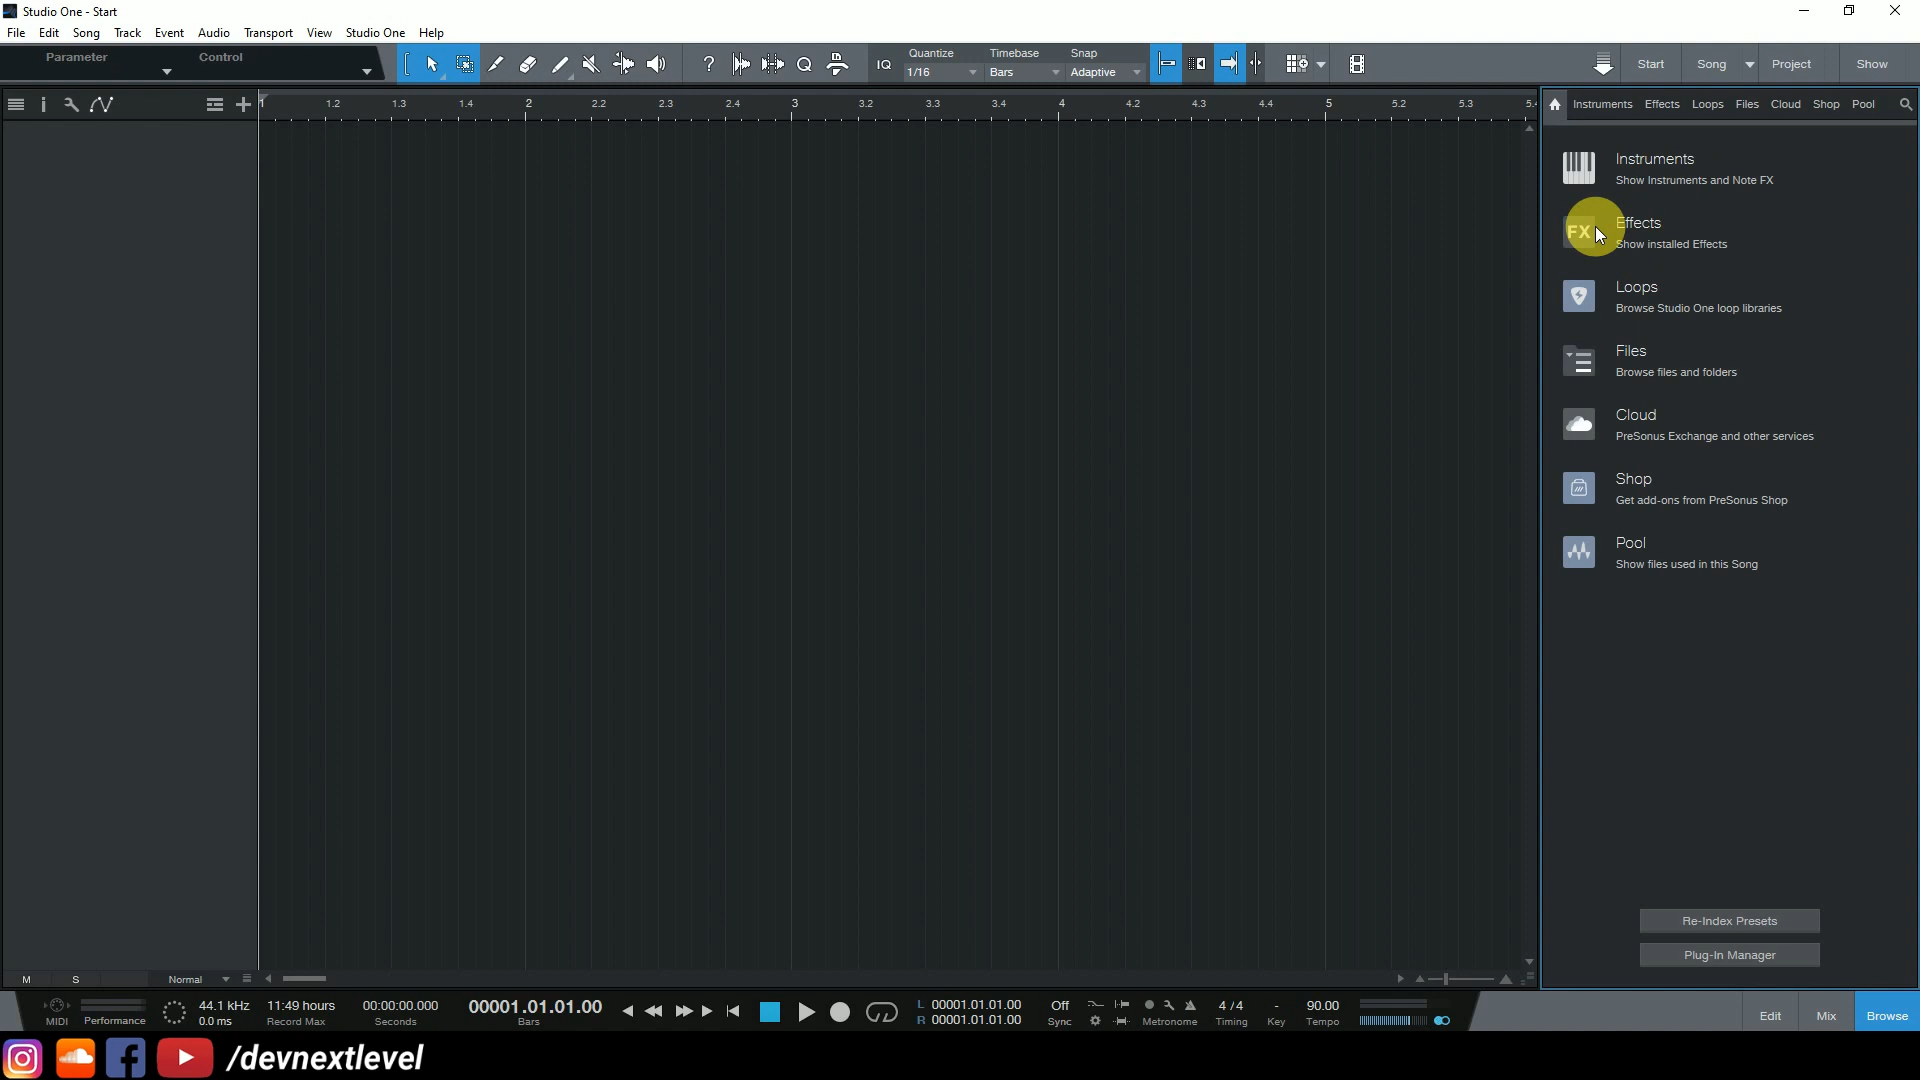 Studio One - Start
File Edit Song Track Event Audio Transport View Studio One Help
Parameter Control
? Q IQ Quantize 1/16 Timebase Bars Snap Adaptive
Start Song Project Show
1 1.2 1.3 1.4 2 2.2 2.3 2.4 3 3.2 3.3 3.4 4 4.2 4.3 4.4 5 5.2 5.3 5.4
Instruments Effects Loops Files Cloud Shop Pool
Instruments
Show Instruments and Note FX
FX
Effects
Show installed Effects
Loops
Browse Studio One loop libraries
Files
Browse files and folders
Cloud
PreSonus Exchange and other services
Shop
Get add-ons from PreSonus Shop
Pool
Show files used in this Song
Re-Index Presets
Plug-In Manager
M S Normal
MIDI Performance
44.1 kHz
0.0 ms
11:49 hours
Record Max
00:00:00.000
Seconds
00001.01.01.00
Bars
L 00001.01.01.00
R 00001.01.01.00
Off
Sync
Metronome
4 / 4
Timing
-
Key
90.00
Tempo
Edit Mix Browse
/devnextlevel